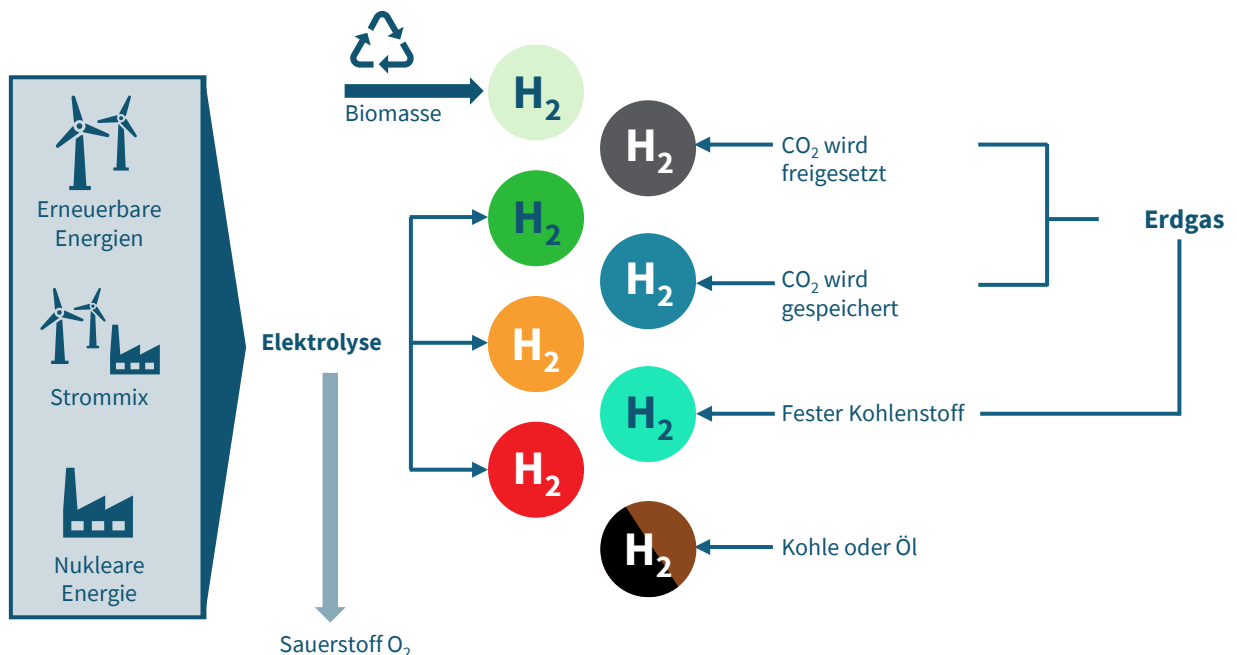 Erneuerbare
Energien
Strommix
Nukleare
Energie
Elektrolyse
Sauerstoff O₂
Biomasse
H₂
H₂
H₂
H₂
H₂
H₂
H₂
H₂
CO₂ wird
freigesetzt
CO₂ wird
gespeichert
Fester Kohlenstoff
Kohle oder Öl
Erdgas